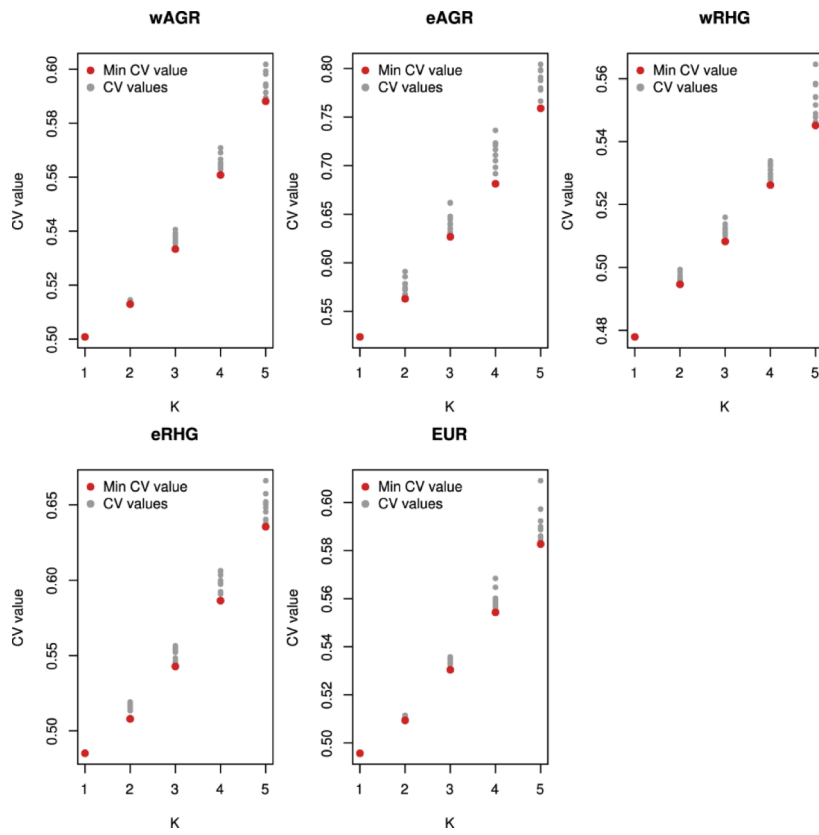 wAGR
Min CV value
CV values
CV value
0.60
0.58
0.56
0.54
0.52
0.50
1 2 3 4 5
K
eAGR
Min CV value
CV values
CV value
0.80
0.75
0.70
0.65
0.60
0.55
1 2 3 4 5
K
wRHG
Min CV value
CV values
CV value
0.56
0.54
0.52
0.50
0.48
1 2 3 4 5
K
eRHG
Min CV value
CV values
CV value
0.65
0.60
0.55
0.50
1 2 3 4 5
K
EUR
Min CV value
CV values
CV value
0.60
0.58
0.56
0.54
0.52
0.50
1 2 3 4 5
K